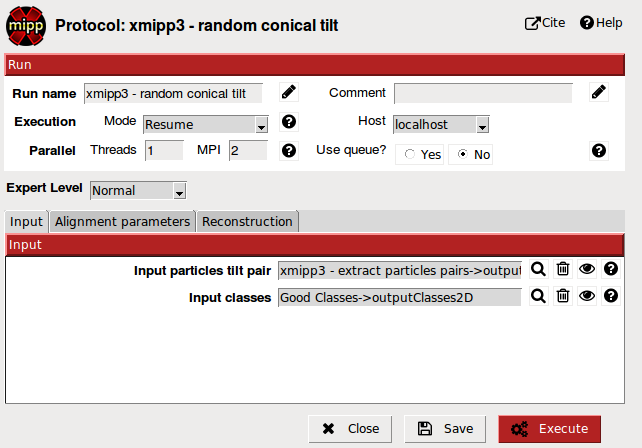 mipp Protocol: xmipp3 - random conical tilt Cite Help
Run
Run name xmipp3 - random conical tilt Comment
Execution Mode Resume Host localhost
Parallel Threads 1 MPI 2 Use queue? Yes No
Expert Level Normal
Input Alignment parameters Reconstruction
Input
Input particles tilt pair xmipp3 - extract particles pairs->output
Input classes Good Classes->outputClasses2D
Close Save Execute